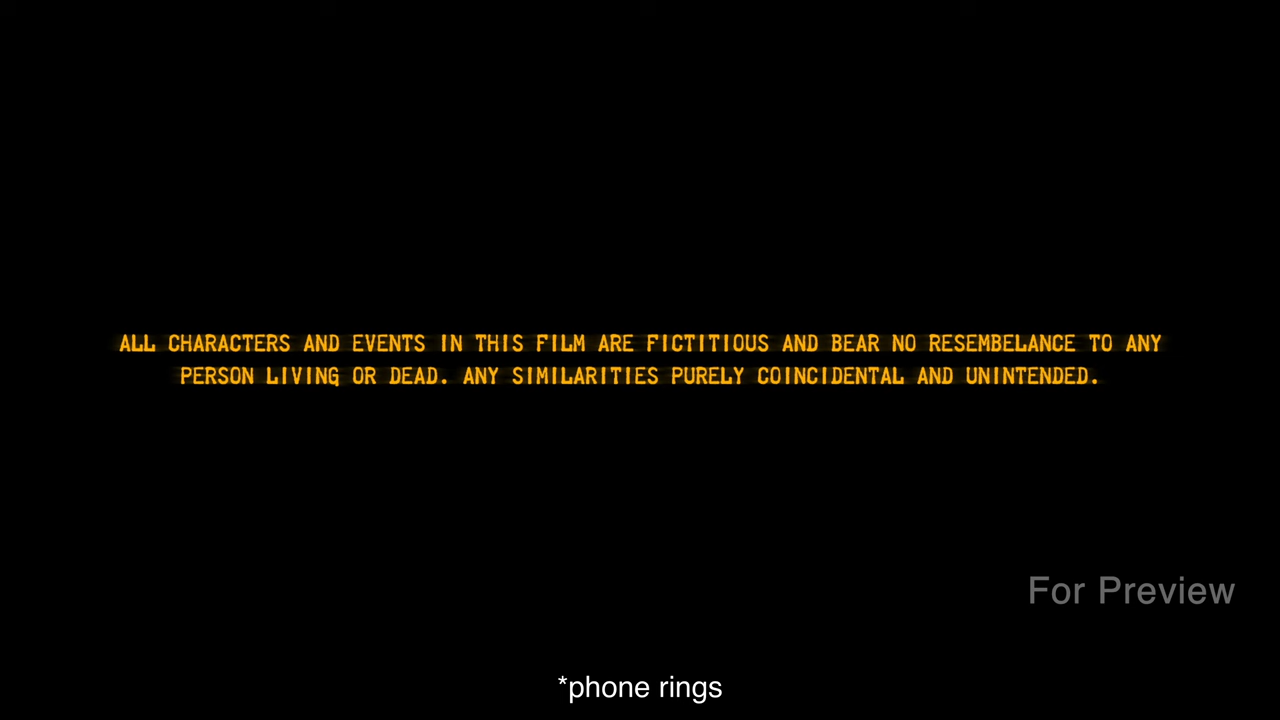 ALL CHARACTERS AND EVENTS IN THIS FILM ARE FICTITIOUS AND BEAR NO RESEMBELANCE TO ANY
PERSON LIVING OR DEAD. ANY SIMILARITIES PURELY COINCIDENTAL AND UNINTENDED.
For Preview
*phone rings